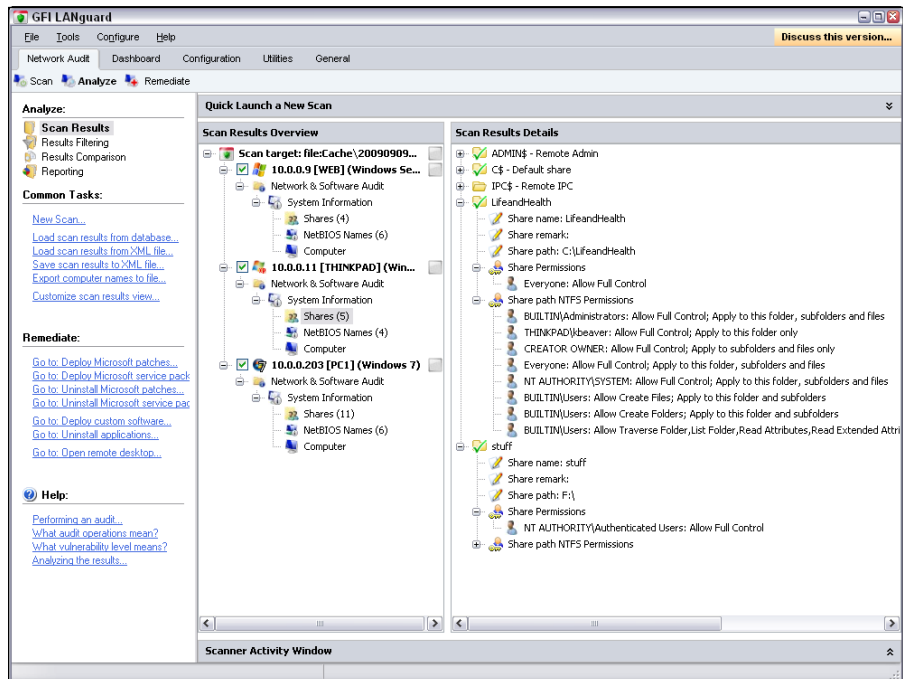 GFI LANguard
File Tools Configure Help
Discuss this version...
Network Audit Dashboard Configuration Utilities General
Scan Analyze Remediate
Analyze:
Scan Results
Results Filtering
Results Comparison
Reporting
Common Tasks:
New Scan...
Load scan results from database...
Load scan results from XML file...
Save scan results to XML file...
Export computer names to file...
Customize scan results view...
Remediate:
Go to: Deploy Microsoft patches...
Go to: Deploy Microsoft service pack
Go to: Uninstall Microsoft patches...
Go to: Uninstall Microsoft service pac
Go to: Deploy custom software...
Go to: Uninstall applications...
Go to: Open remote desktop...
Help:
Performing an audit...
What audit operations mean?
What vulnerability level means?
Analyzing the results...
Quick Launch a New Scan
Scan Results Overview
Scan target: file:Cache\20090909...
10.0.0.9 [WEB] (Windows Se...
Network & Software Audit
System Information
Shares (4)
NetBIOS Names (6)
Computer
10.0.0.11 [THINKPAD] (Win...
Network & Software Audit
System Information
Shares (5)
NetBIOS Names (4)
Computer
10.0.0.203 [PC1] (Windows 7)
Network & Software Audit
System Information
Shares (11)
NetBIOS Names (6)
Computer
Scan Results Details
ADMIN$ - Remote Admin
C$ - Default share
IPC$ - Remote IPC
LifeandHealth
Share name: LifeandHealth
Share remark:
Share path: C:\LifeandHealth
Share Permissions
Everyone: Allow Full Control
Share path NTFS Permissions
BUILTIN\Administrators: Allow Full Control; Apply to this folder, subfolders and files
THINKPAD\kbeaver: Allow Full Control; Apply to this folder only
CREATOR OWNER: Allow Full Control; Apply to subfolders and files only
Everyone: Allow Full Control; Apply to this folder, subfolders and files
NT AUTHORITY\SYSTEM: Allow Full Control; Apply to this folder, subfolders and files
BUILTIN\Users: Allow Create Files; Apply to this folder and subfolders
BUILTIN\Users: Allow Create Folders; Apply to this folder and subfolders
BUILTIN\Users: Allow Traverse Folder,List Folder,Read Attributes,Read Extended Attri
stuff
Share name: stuff
Share remark:
Share path: F:\
Share Permissions
NT AUTHORITY\Authenticated Users: Allow Full Control
Share path NTFS Permissions
Scanner Activity Window